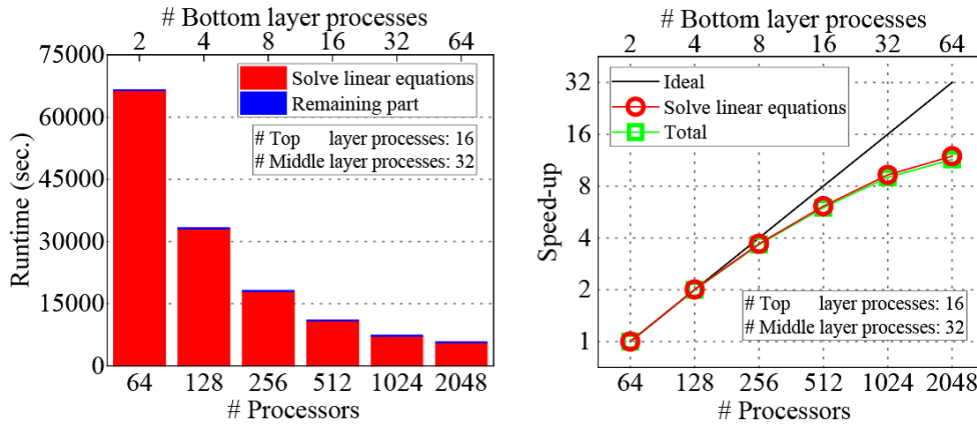 # Bottom layer processes
2 4 8 16 32 64
75000
60000
45000
30000
15000
0
Runtime (sec.)
Solve linear equations
Remaining part
# Top layer processes: 16
# Middle layer processes: 32
64 128 256 512 1024 2048
# Processors
# Bottom layer processes
2 4 8 16 32 64
32
16
8
4
2
1
Speed-up
Ideal
Solve linear equations
Total
# Top layer processes: 16
# Middle layer processes: 32
64 128 256 512 1024 2048
# Processors